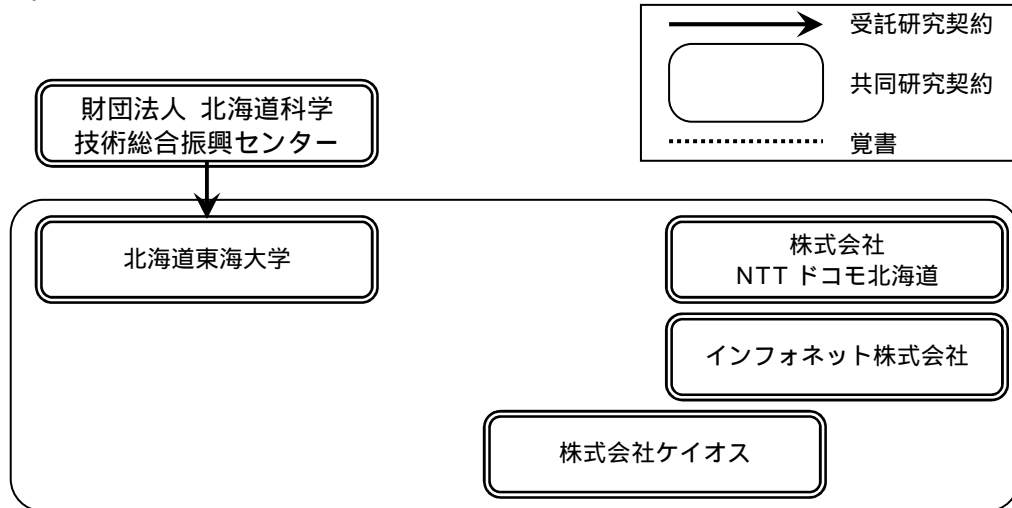 受託研究契約
共同研究契約
覚書
財団法人 北海道科学
技術総合振興センター
北海道東海大学
株式会社
NTT ドコモ北海道
インフォネット株式会社
株式会社ケイオス